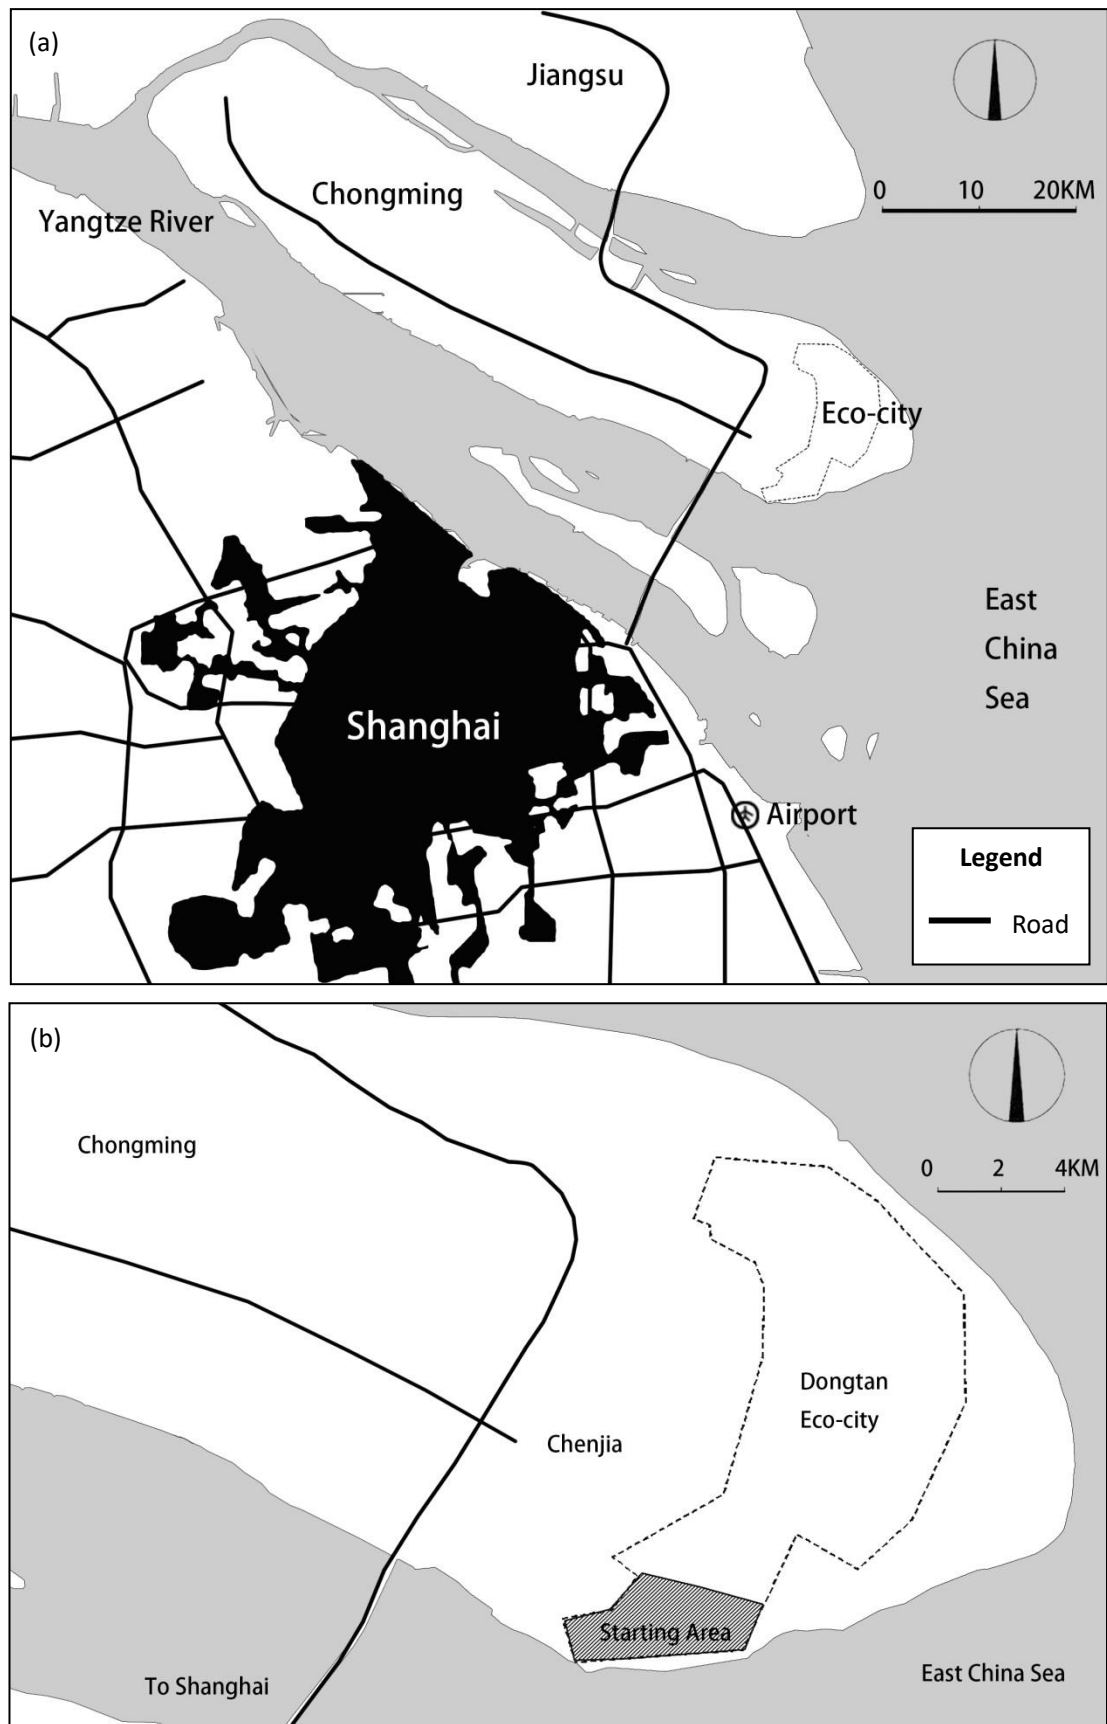 (a)
Jiangsu
0 10 20KM
Chongming
Yangtze River
Eco-city
East
China
Sea
Shanghai
Airport
Legend
Road
(b)
Chongming
0 2 4KM
Dongtan
Eco-city
Chenjia
Starting Area
East China Sea
To Shanghai